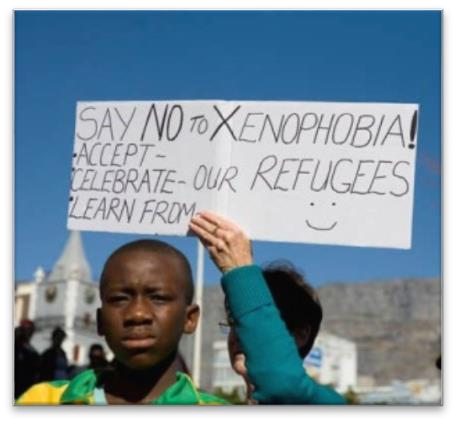 SAY NO TO XENOPHOBIA!
•ACCEPT-
•CELEBRATE- OUR REFUGEES
•LEARN FROM